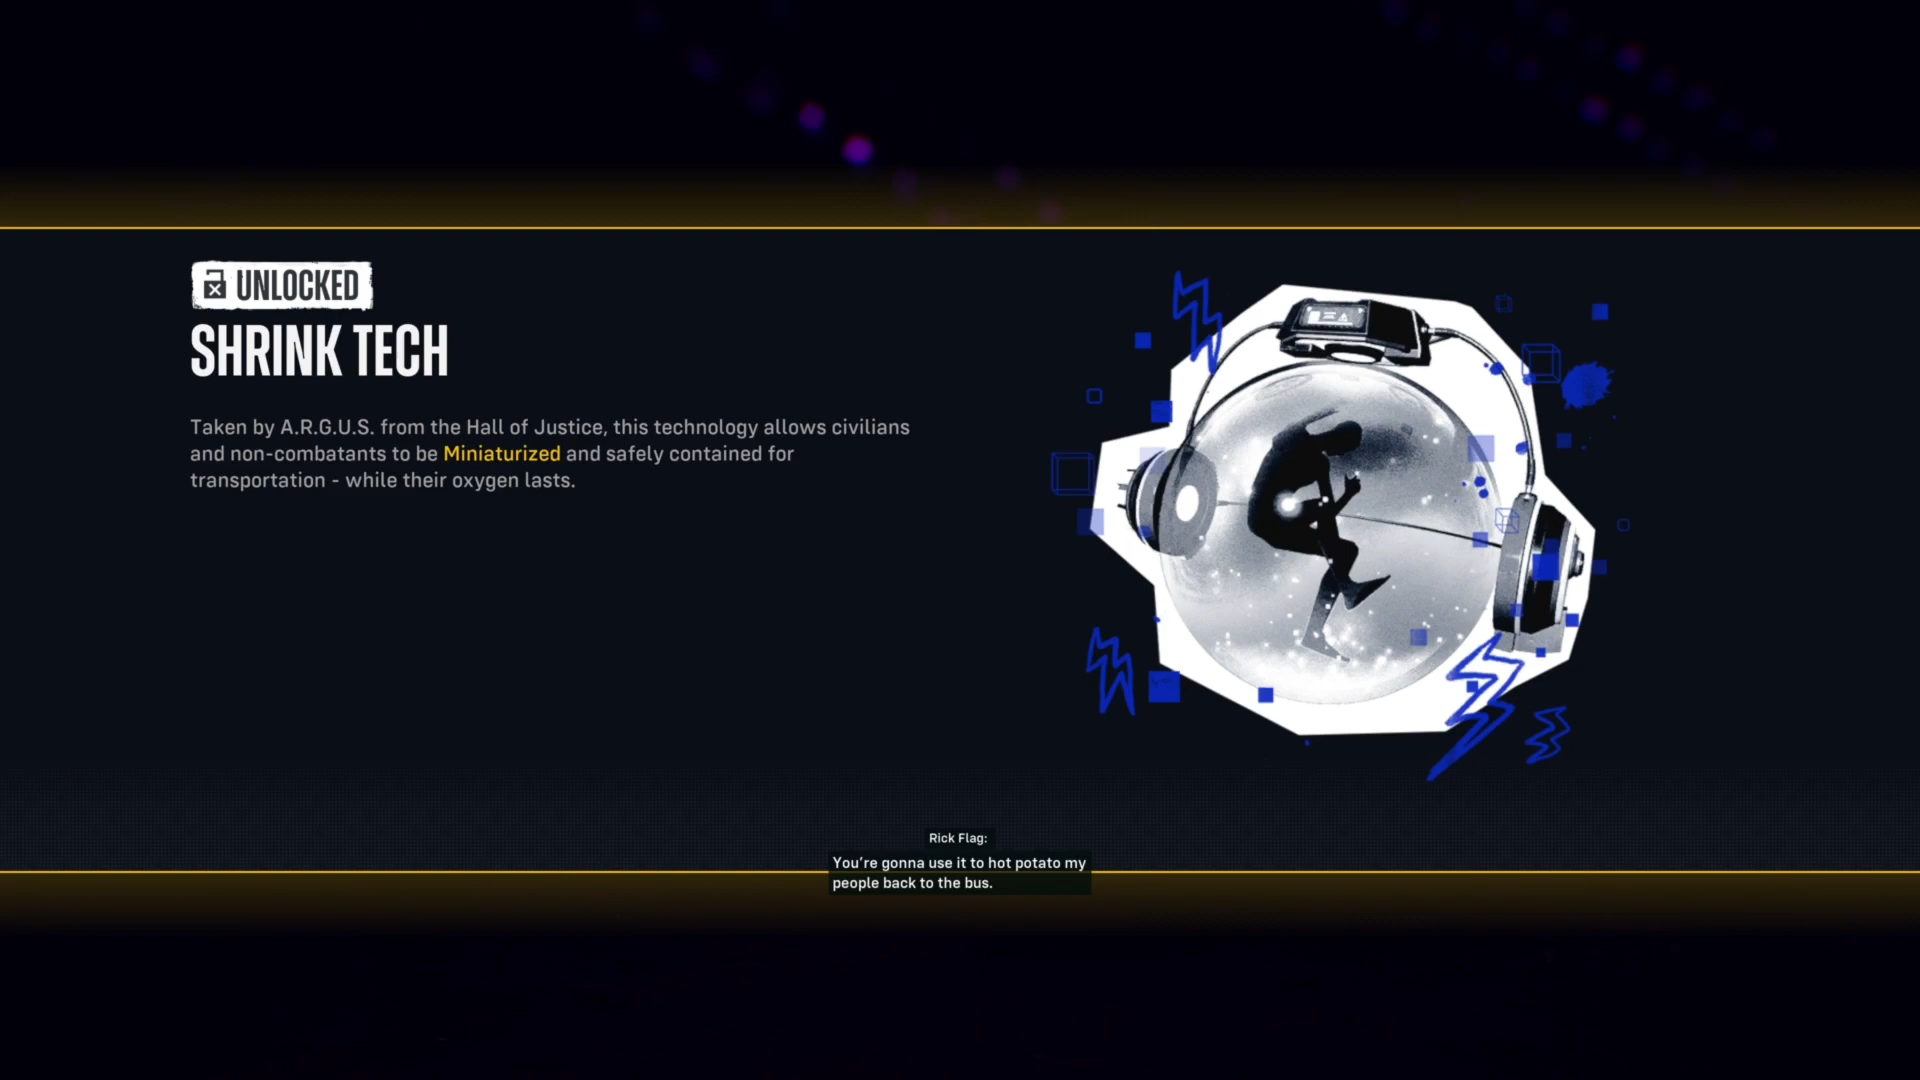 UNLOCKED
SHRINK TECH
Taken by A.R.G.U.S. from the Hall of Justice, this technology allows civilians
and non-combatants to be Miniaturized and safely contained for
transportation - while their oxygen lasts.
Rick Flag:
You're gonna use it to hot potato my
people back to the bus.